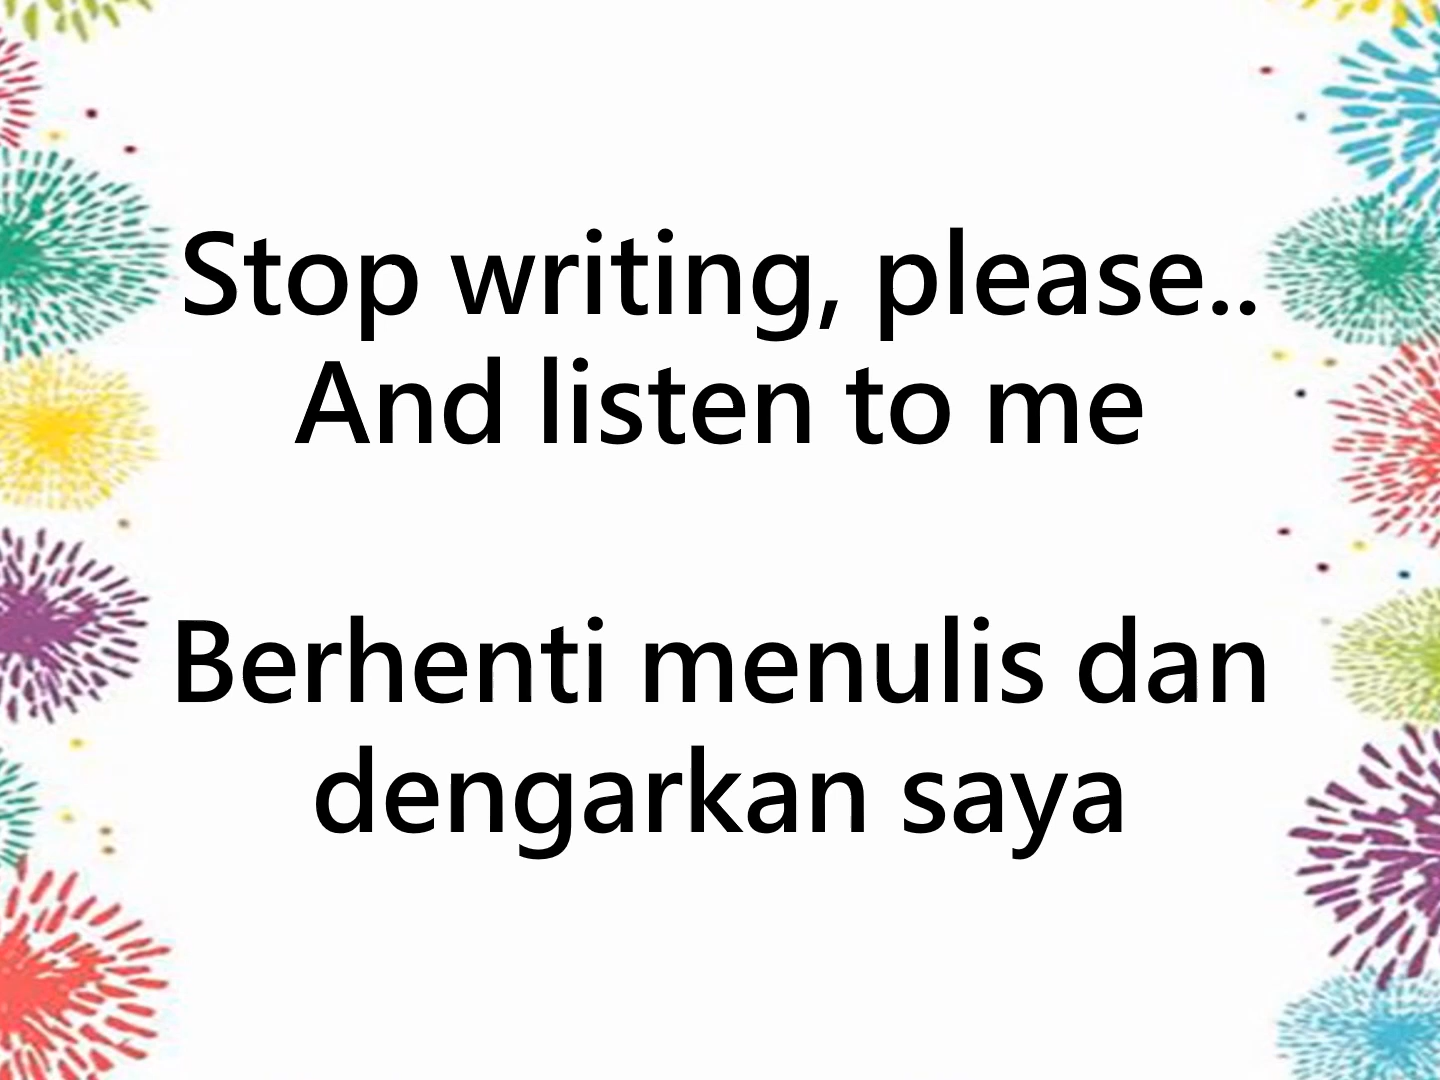 Stop writing, please..
And listen to me
Berhenti menulis dan
dengarkan saya